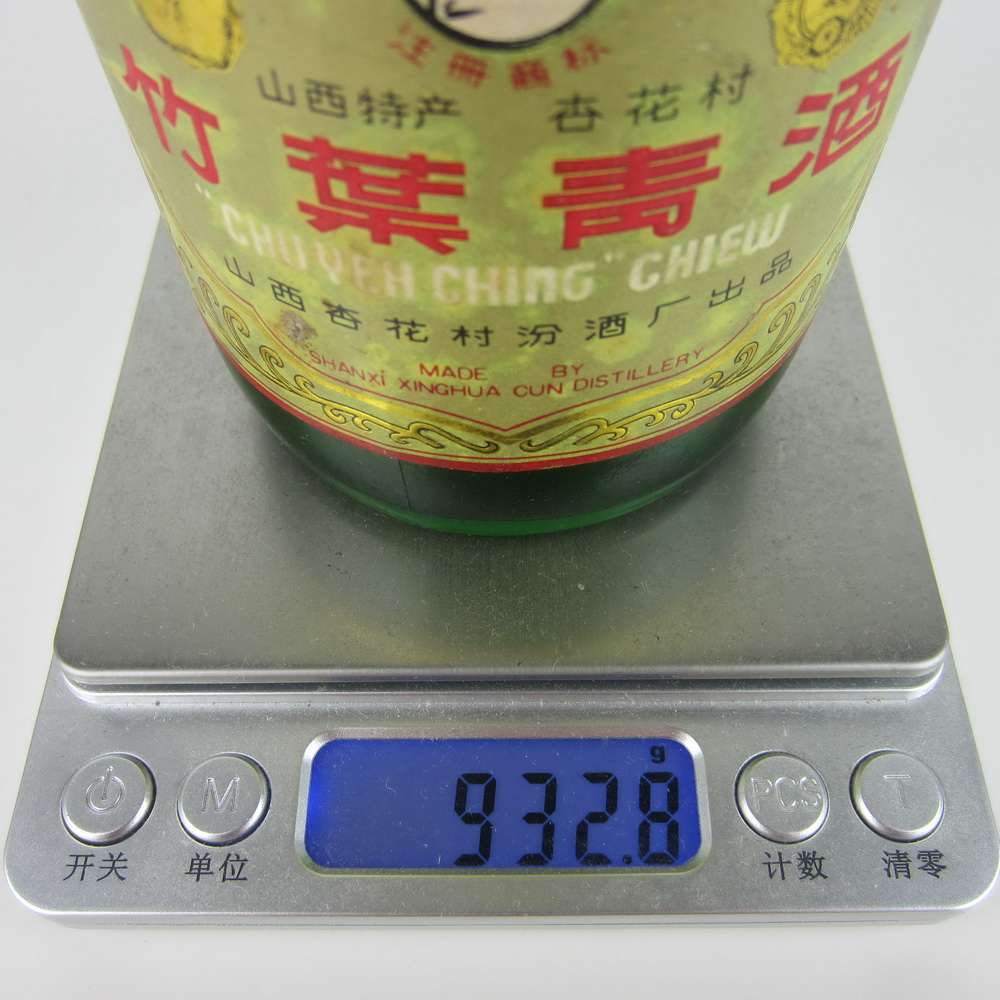 注册商标
山西特产 杏花村
竹葉青酒
"CHU YEH CHING" CHIEW
山西杏花村汾酒厂出品
MADE BY
SHANXI XINGHUA CUN DISTILLERY
g
932.8
M PCS T
开关 单位 计数 清零